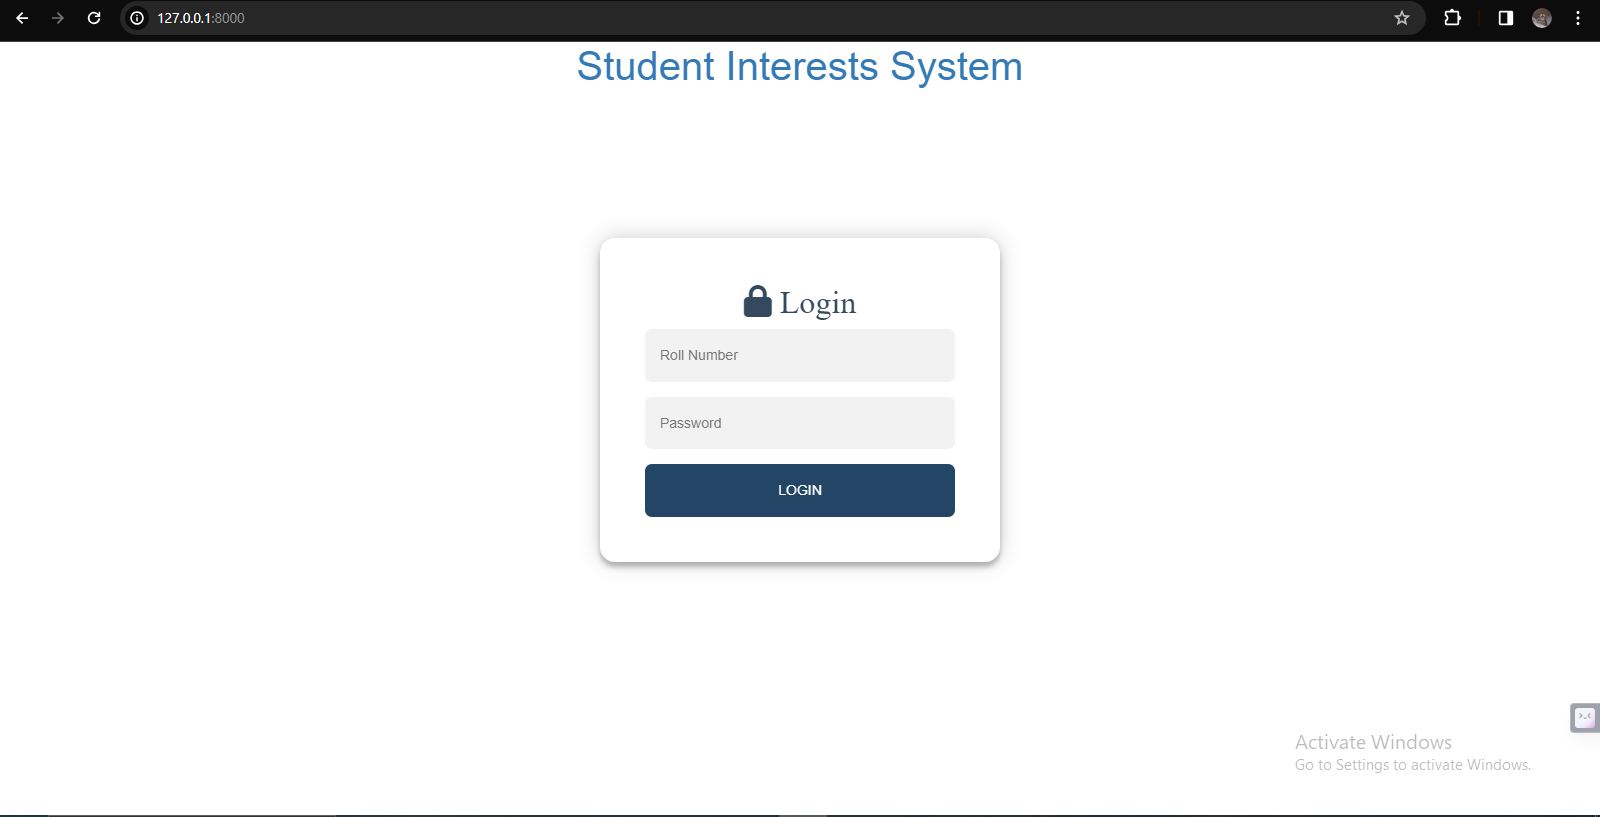 127.0.0.1:8000
Student Interests System
Login
Roll Number
Password
LOGIN
Activate Windows
Go to Settings to activate Windows.